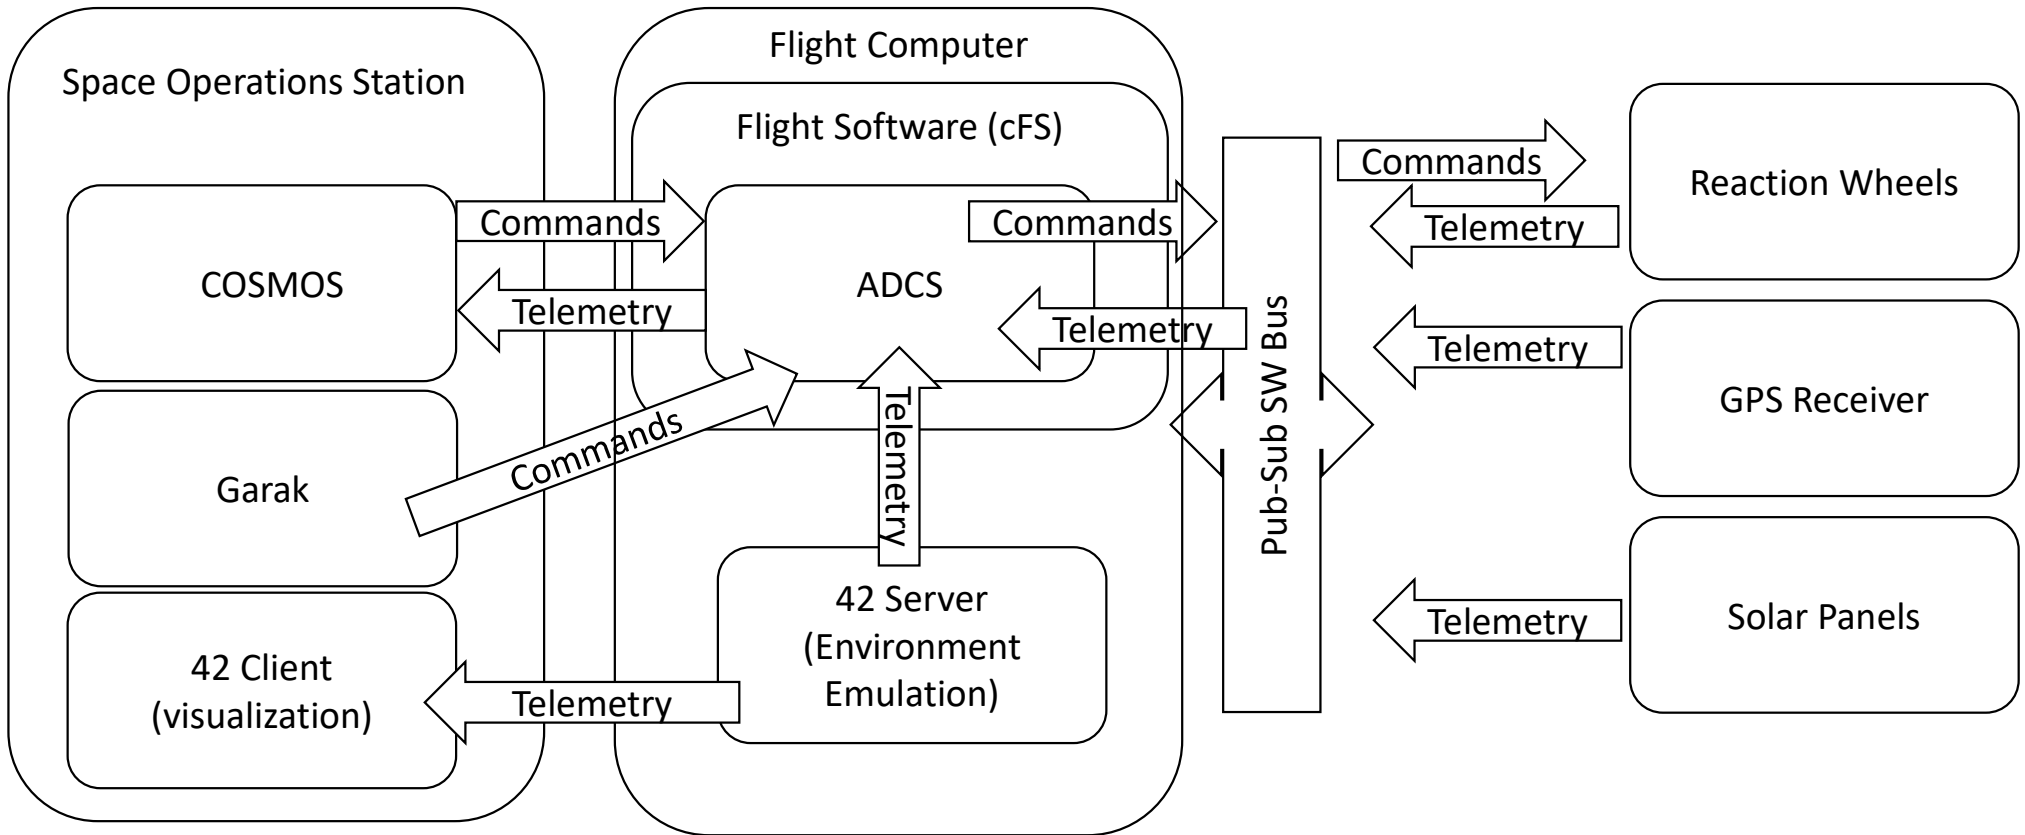 Space Operations Station
COSMOS
Garak
42 Client
(visualization)
Commands
Telemetry
Commands
Telemetry
Flight Computer
Flight Software (cFS)
ADCS
Telemetry
42 Server
(Environment
Emulation)
Commands
Telemetry
Pub-Sub SW Bus
Commands
Telemetry
Telemetry
Telemetry
Reaction Wheels
GPS Receiver
Solar Panels